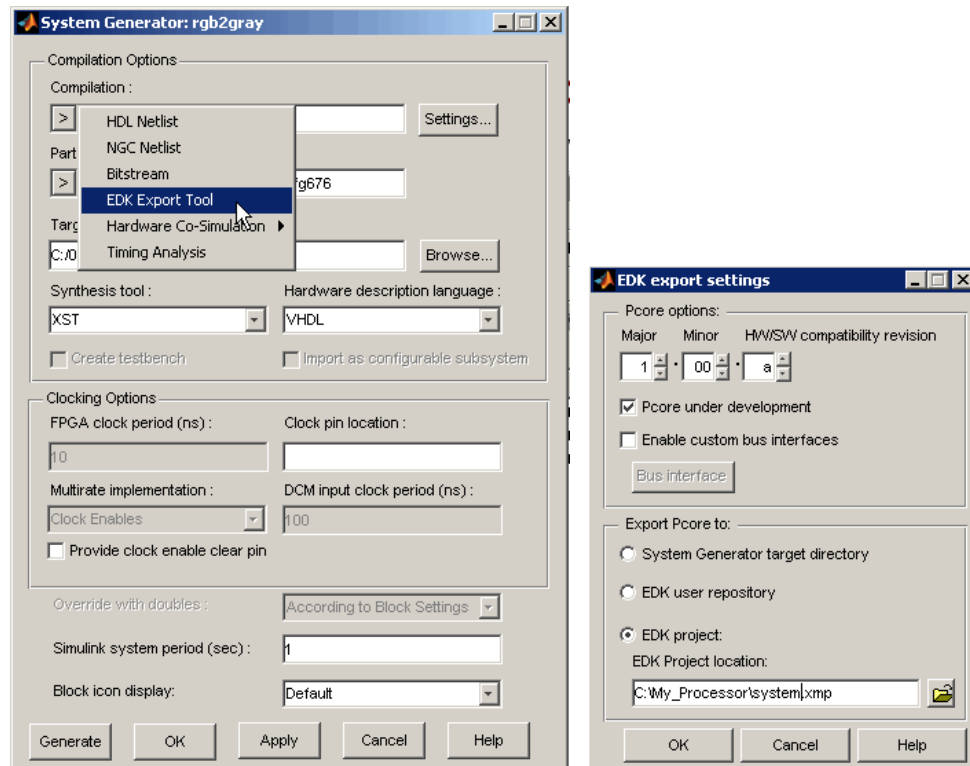 System Generator: rgb2gray
Compilation Options
Compilation :
> Settings...
HDL Netlist
NGC Netlist
Bitstream
EDK Export Tool
Hardware Co-Simulation
Timing Analysis
Part
> fg676
Targ
C:/0 Browse...
Synthesis tool : Hardware description language :
XST VHDL
Create testbench Import as configurable subsystem
Clocking Options
FPGA clock period (ns) : Clock pin location :
10
Multirate implementation : DCM input clock period (ns) :
Clock Enables 100
Provide clock enable clear pin
Override with doubles : According to Block Settings
Simulink system period (sec) : 1
Block icon display: Default
Generate OK Apply Cancel Help
EDK export settings
Pcore options:
Major Minor HW/SW compatibility revision
1 . 00 . a
Pcore under development
Enable custom bus interfaces
Bus interface
Export Pcore to:
System Generator target directory
EDK user repository
EDK project:
EDK Project location:
C:\My_Processor\system.xmp
OK Cancel Help